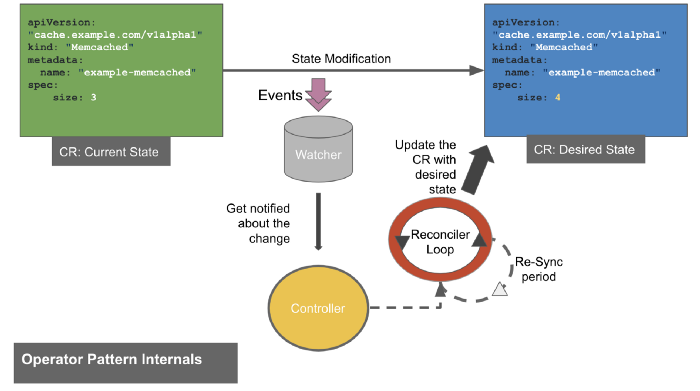 apiVersion:
"cache.example.com/v1alpha1"
kind: "Memcached"
metadata:
name: "example-memcached"
spec:
size: 3
CR: Current State
State Modification
Events
Watcher
Get notified
about the
change
Controller
Reconciler
Loop
Re-Sync
period
Update the
CR with
desired
state
apiVersion:
"cache.example.com/v1alpha1"
kind: "Memcached"
metadata:
name: "example-memcached"
spec:
size: 4
CR: Desired State
Operator Pattern Internals